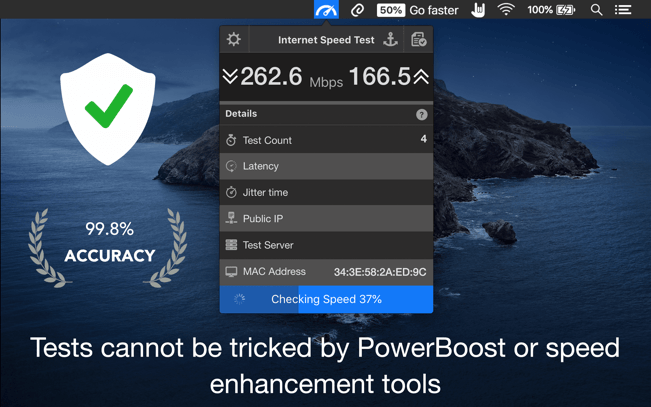 50% Go faster 100%
Internet Speed Test
262.6 Mbps 166.5
Details ?
Test Count 4
Latency
Jitter time
Public IP
Test Server
MAC Address 34:3E:58:2A:ED:9C
Checking Speed 37%
99.8%
ACCURACY
Tests cannot be tricked by PowerBoost or speed
enhancement tools